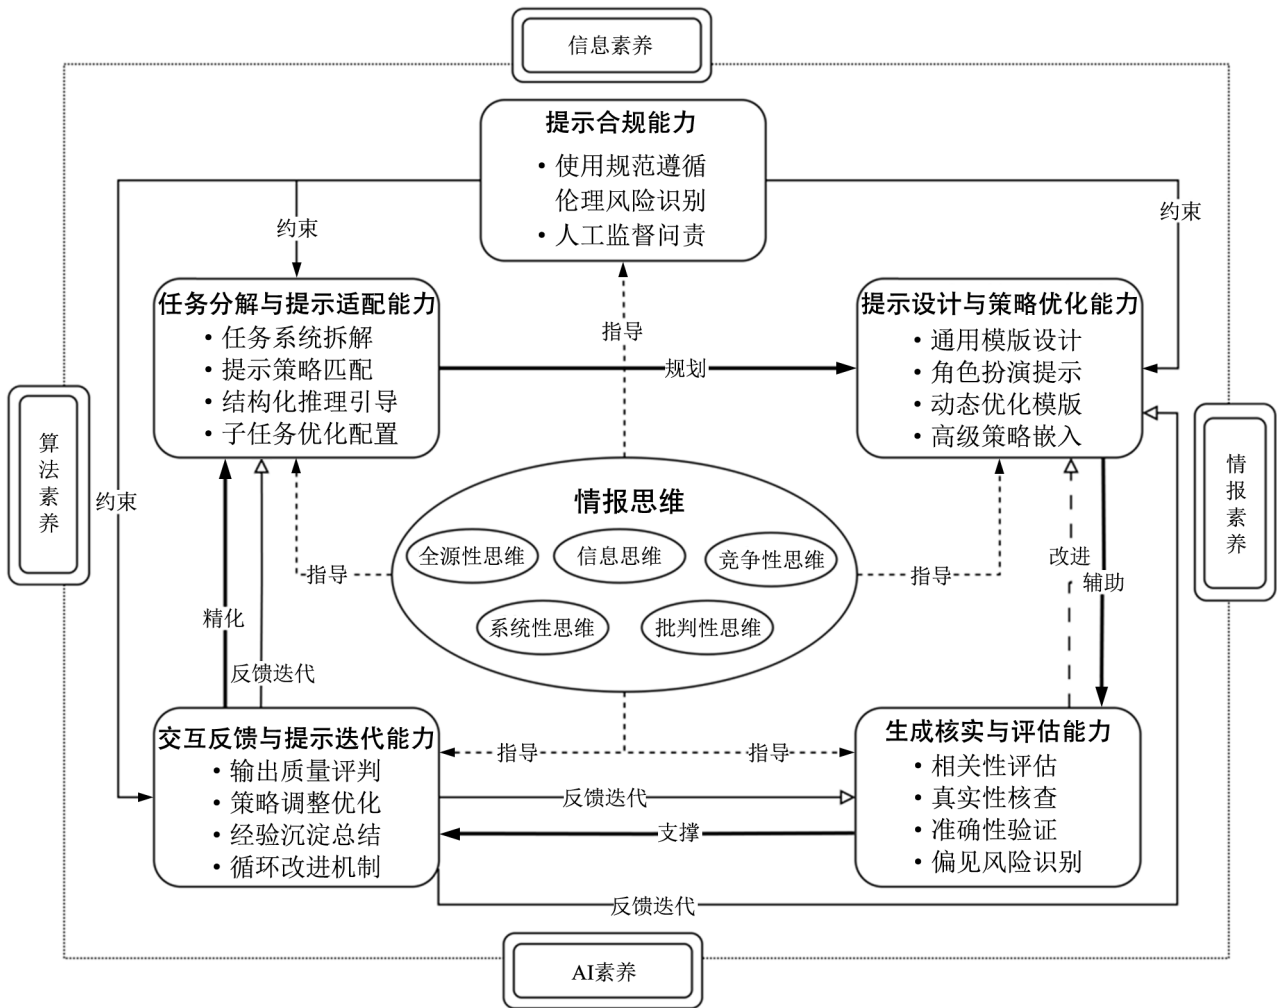 信息素养
提示合规能力
• 使用规范遵循
伦理风险识别
• 人工监督问责
约束
约束
任务分解与提示适配能力
• 任务系统拆解
• 提示策略匹配
• 结构化推理引导
• 子任务优化配置
指导
规划
提示设计与策略优化能力
• 通用模版设计
• 角色扮演提示
• 动态优化模版
• 高级策略嵌入
算法素养
约束
情报素养
情报思维
全源性思维
信息思维
竞争性思维
系统性思维
批判性思维
指导
指导
改进
辅助
精化
反馈迭代
交互反馈与提示迭代能力
• 输出质量评判
• 策略调整优化
• 经验沉淀总结
• 循环改进机制
指导
指导
反馈迭代
支撑
生成核实与评估能力
• 相关性评估
• 真实性核查
• 准确性验证
• 偏见风险识别
反馈迭代
AI素养